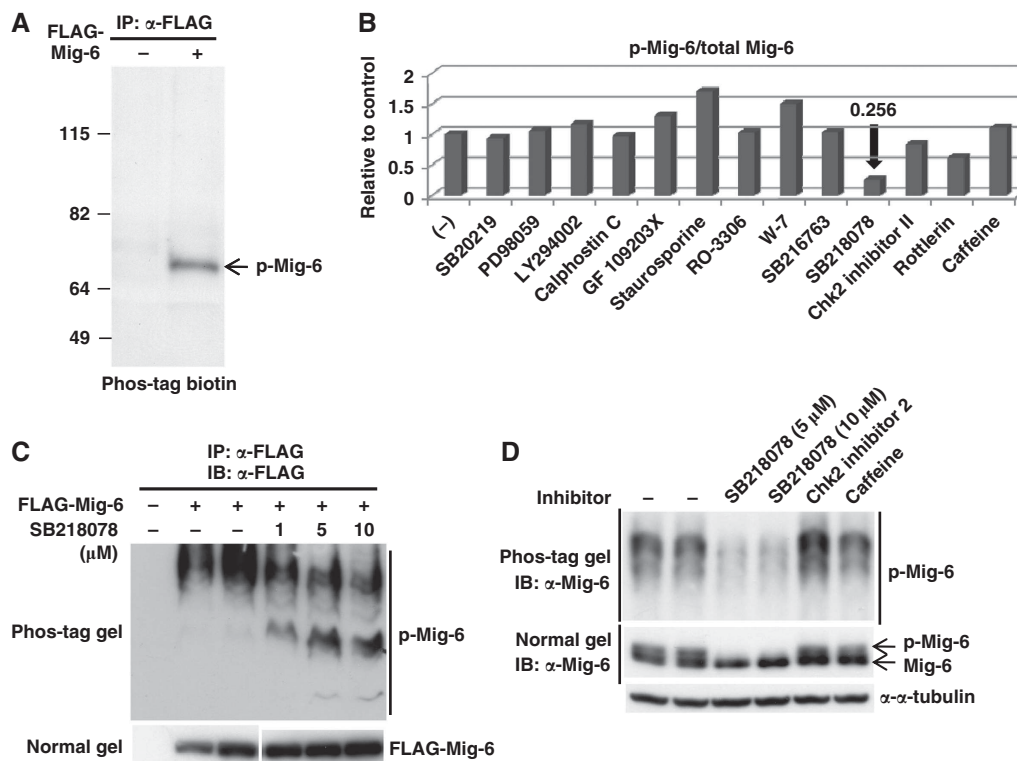 A
IP: α-FLAG
FLAG-
Mig-6
– +
115
82
64
49
p-Mig-6
Phos-tag biotin
B
p-Mig-6/total Mig-6
Relative to control
2
1.5
1
0.5
0
0.256
(–)
SB20219
PD98059
LY294002
Calphostin C
GF 109203X
Staurosporine
RO-3306
W-7
SB216763
SB218078
Chk2 inhibitor II
Rottlerin
Caffeine
C
IP: α-FLAG
IB: α-FLAG
FLAG-Mig-6 – + + + + +
SB218078 – – – 1 5 10
(μM)
Phos-tag gel
p-Mig-6
Normal gel
FLAG-Mig-6
D
Inhibitor – – SB218078 (5 μM) SB218078 (10 μM) Chk2 inhibitor 2 Caffeine
Phos-tag gel
IB: α-Mig-6
p-Mig-6
Normal gel
IB: α-Mig-6
p-Mig-6
Mig-6
α-α-tubulin